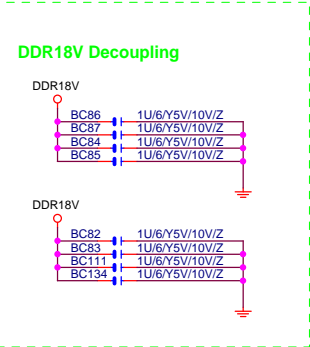 DDR18V Decoupling
DDR18V
BC86 1U/6/Y5V/10V/Z
BC87 1U/6/Y5V/10V/Z
BC84 1U/6/Y5V/10V/Z
BC85 1U/6/Y5V/10V/Z
DDR18V
BC82 1U/6/Y5V/10V/Z
BC83 1U/6/Y5V/10V/Z
BC111 1U/6/Y5V/10V/Z
BC134 1U/6/Y5V/10V/Z